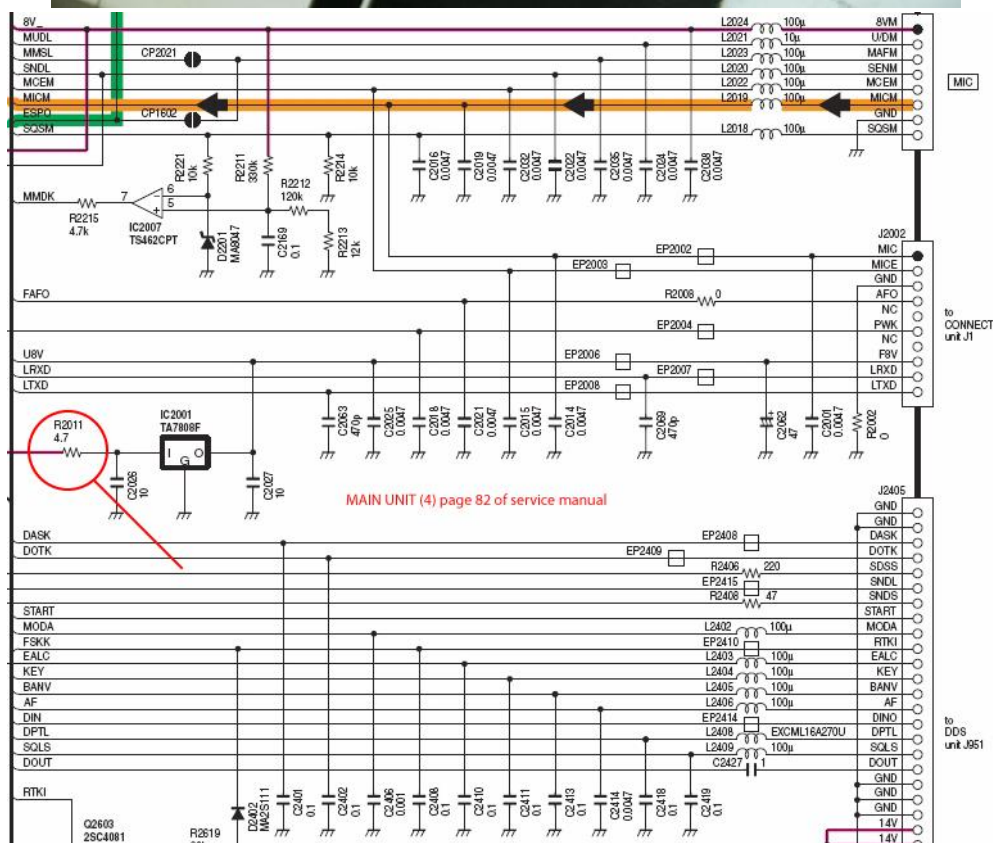 8V_ L2024 100µ 8VM
MUDL L2021 10µ U/DM
MMSL CP2021 L2023 100µ MAFM
SNDL L2020 100µ SENM
MCEM L2022 100µ MCEM
MICM L2019 100µ MICM
ESPO CP1602 GND
SQSM L2018 100µ SQSM
MIC
R2221 10k
R2211 330k
R2214 10k
C2016 0.0047
C2019 0.0047
C2032 0.0047
C2022 0.0047
C2035 0.0047
C2024 0.0047
C2038 0.0047
MMDK
R2215 4.7k
7 6 5
IC2007
TS462CPT
D2201 MA8047
C2169 0.1
R2212
120k
R2213 12k
J2002
EP2002 MIC
EP2003 MICE
GND
FAFO R2008 0 AFO
NC
EP2004 PWK
NC
U8V EP2006 F8V
LRXD EP2007 LRXD
LTXD EP2008 LTXD
to
CONNECT
unit J1
R2011
4.7
IC2001
TA7808F
I G O
C2026 10
C2027 10
C2063 470p
C2025 0.0047
C2018 0.0047
C2021 0.0047
C2015 0.0047
C2014 0.0047
C2069 470p
C2062 47
C2001 0.0047
R2002 0
MAIN UNIT (4) page 82 of service manual
J2405
GND
GND
DASK EP2408 DASK
DOTK EP2409 DOTK
R2406 220 SDSS
EP2415 SNDL
R2408 47 SNDS
START START
MODA L2402 100µ MODA
FSKK EP2410 RTKI
EALC L2403 100µ EALC
KEY L2404 100µ KEY
BANV L2405 100µ BANV
AF L2406 100µ AF
DIN EP2414 DINO
DPTL L2408 EXCML16A270U DPTL
SQLS L2409 100µ SQLS
DOUT C2427 1 DOUT
to
DDS
unit J951
GND
RTKI GND
GND
14V
14V
D2402 MA2S111
C2401 0.1
C2402 0.1
C2406 0.001
C2408 0.1
C2410 0.1
C2411 0.1
C2413 0.1
C2414 0.0047
C2418 0.1
C2419 0.1
Q2603
2SC4081
R2619